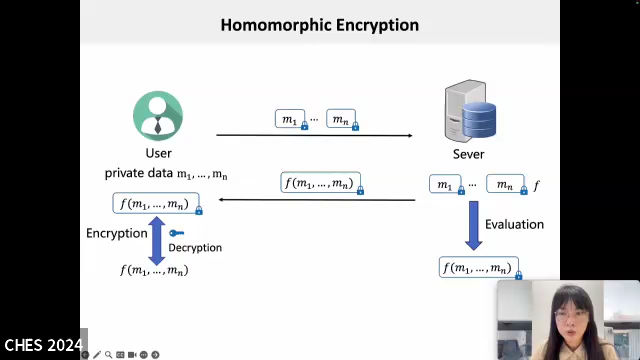 Homomorphic Encryption
m₁ ... mₙ
User
Sever
private data m₁, ..., mₙ
f(m₁, ..., mₙ)
m₁ ... mₙ f
f(m₁, ..., mₙ)
Encryption
Decryption
Evaluation
f(m₁, ..., mₙ)
f(m₁, ..., mₙ)
CHES 2024